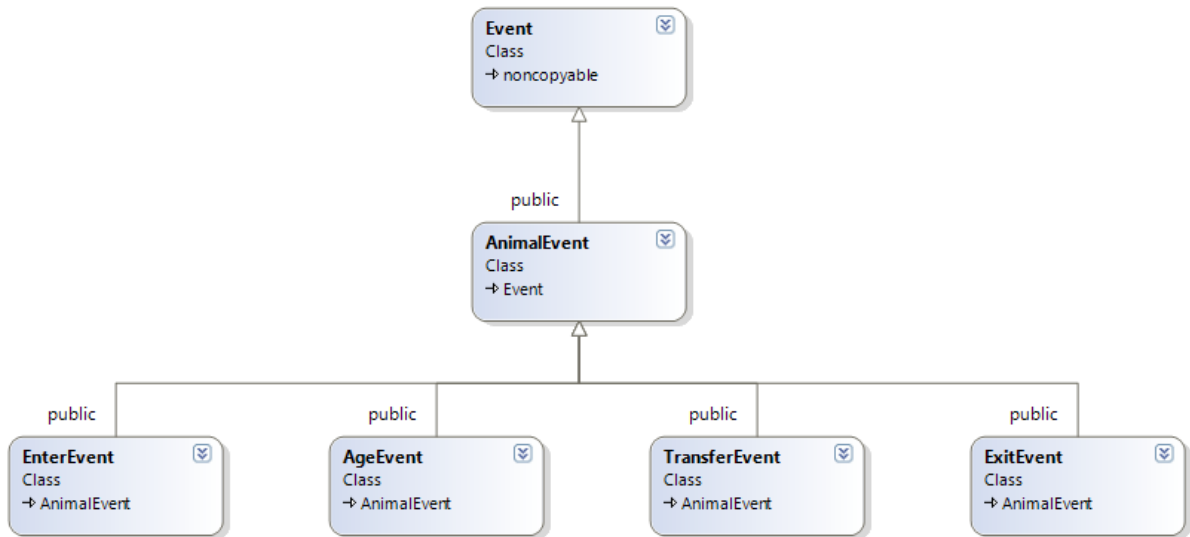 Event
Class
noncopyable
public
AnimalEvent
Class
Event
public
public
public
public
EnterEvent
Class
AnimalEvent
AgeEvent
Class
AnimalEvent
TransferEvent
Class
AnimalEvent
ExitEvent
Class
AnimalEvent